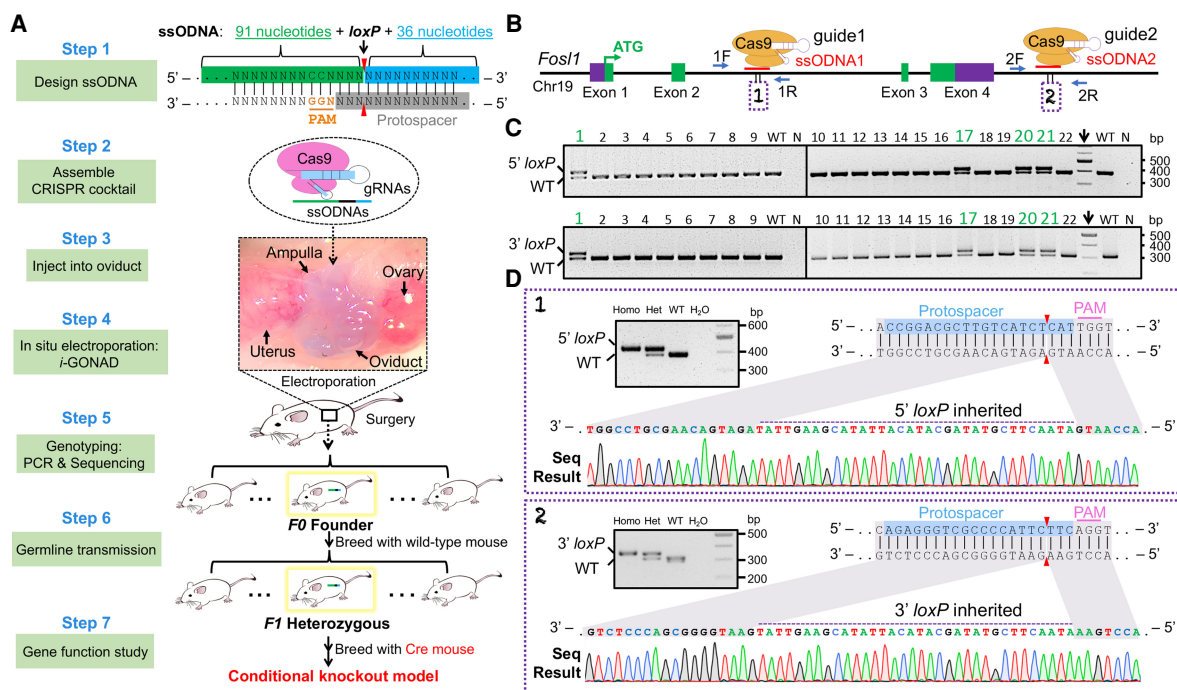 A
Step 1
Design ssODNA
ssODNA: 91 nucleotides + loxP + 36 nucleotides
5' –
– 3'
3' –
– 5'
PAM
Protospacer
Step 2
Assemble
CRISPR cocktail
Cas9
gRNAs
ssODNAs
Step 3
Inject into oviduct
Ampulla
Ovary
Uterus
Oviduct
Step 4
In situ electroporation:
i-GONAD
Electroporation
Surgery
Step 5
Genotyping:
PCR & Sequencing
F0 Founder
Breed with wild-type mouse
Step 6
Germline transmission
F1 Heterozygous
Breed with Cre mouse
Step 7
Gene function study
Conditional knockout model
B
Fosl1
Chr19
ATG
Exon 1
Exon 2
1F
Cas9
guide1
ssODNA1
1
1R
Exon 3
Exon 4
2F
Cas9
guide2
ssODNA2
2
2R
C
1 2 3 4 5 6 7 8 9 WT N 10 11 12 13 14 15 16 17 18 19 20 21 22 WT N bp
5' loxP
WT
500
400
300
1 2 3 4 5 6 7 8 9 WT N 10 11 12 13 14 15 16 17 18 19 20 21 22 WT N bp
3' loxP
WT
500
400
300
D
1
Homo Het WT H2O bp
5' loxP
WT
600
400
300
Protospacer PAM
5' –.. ACCGGACGCTTGTCATCTCATTGGT.. –3'
3' –.. TGGCCTGCGAACAGTAGAGTAACCA.. –5'
5' loxP inherited
3' –.. TGGCCTGCGAACAGTAGATATTGAAGCATATTACATACGATATGCTTCAATAGTAACCA.. –5'
Seq
Result
2
Homo Het WT H2O bp
3' loxP
WT
500
300
200
Protospacer PAM
5' –.. CAGAGGGTCGCCCCATTCTTCAGGT.. –3'
3' –.. GTCTCCCAGCGGGGTAAGAAGTCCA.. –5'
3' loxP inherited
3' –.. GTCTCCCAGCGGGGTAAGTATTGAAGCATATTACATACGATATGCTTCAATAAAGTCCA.. –5'
Seq
Result